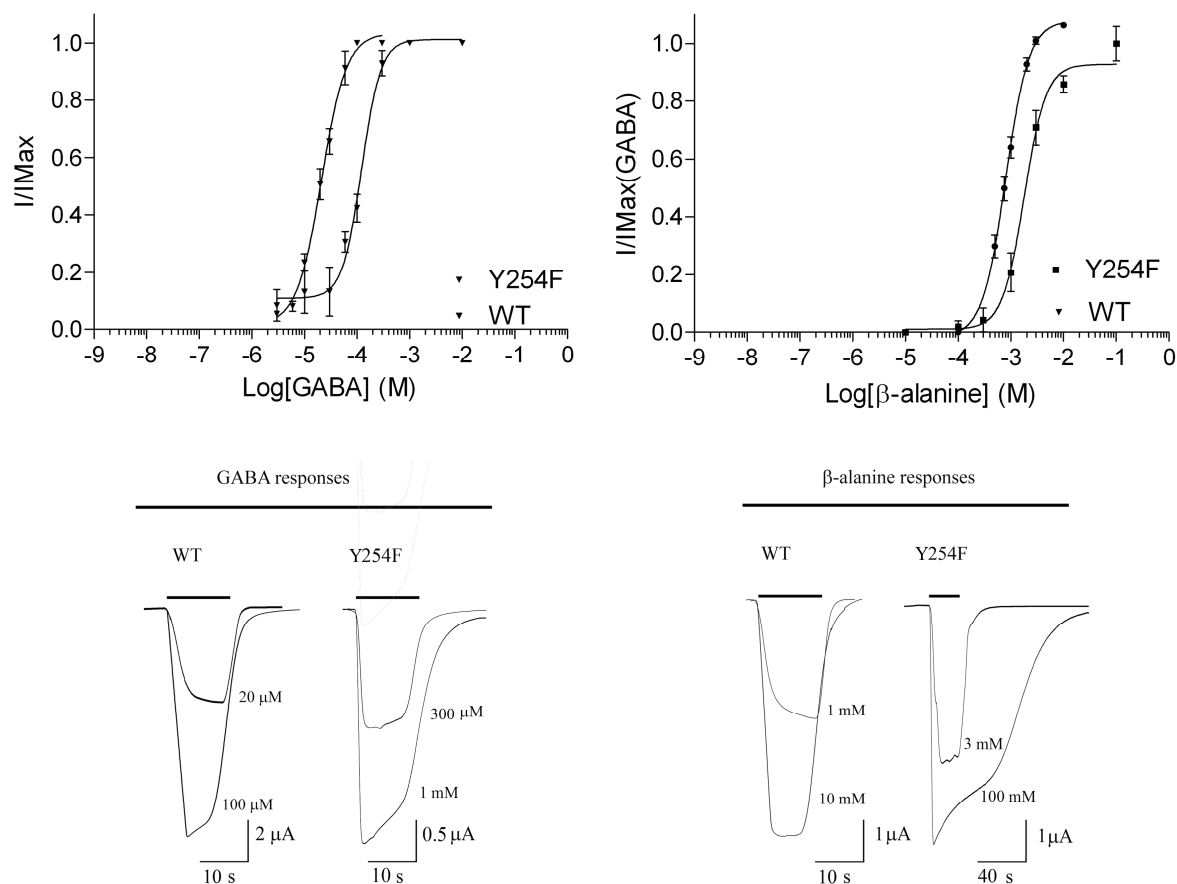 I/IMax
1.0
0.8
0.6
0.4
0.2
0.0
-9 -8 -7 -6 -5 -4 -3 -2 -1 0
Log[GABA] (M)
Y254F
WT
I/IMax(GABA)
1.0
0.8
0.6
0.4
0.2
0.0
-9 -8 -7 -6 -5 -4 -3 -2 -1 0
Log[β-alanine] (M)
Y254F
WT
GABA responses
WT
Y254F
20 µM
100 µM
300 µM
1 mM
2 µA
10 s
0.5 µA
10 s
β-alanine responses
WT
Y254F
1 mM
10 mM
3 mM
100 mM
1µA
10 s
1µA
40 s